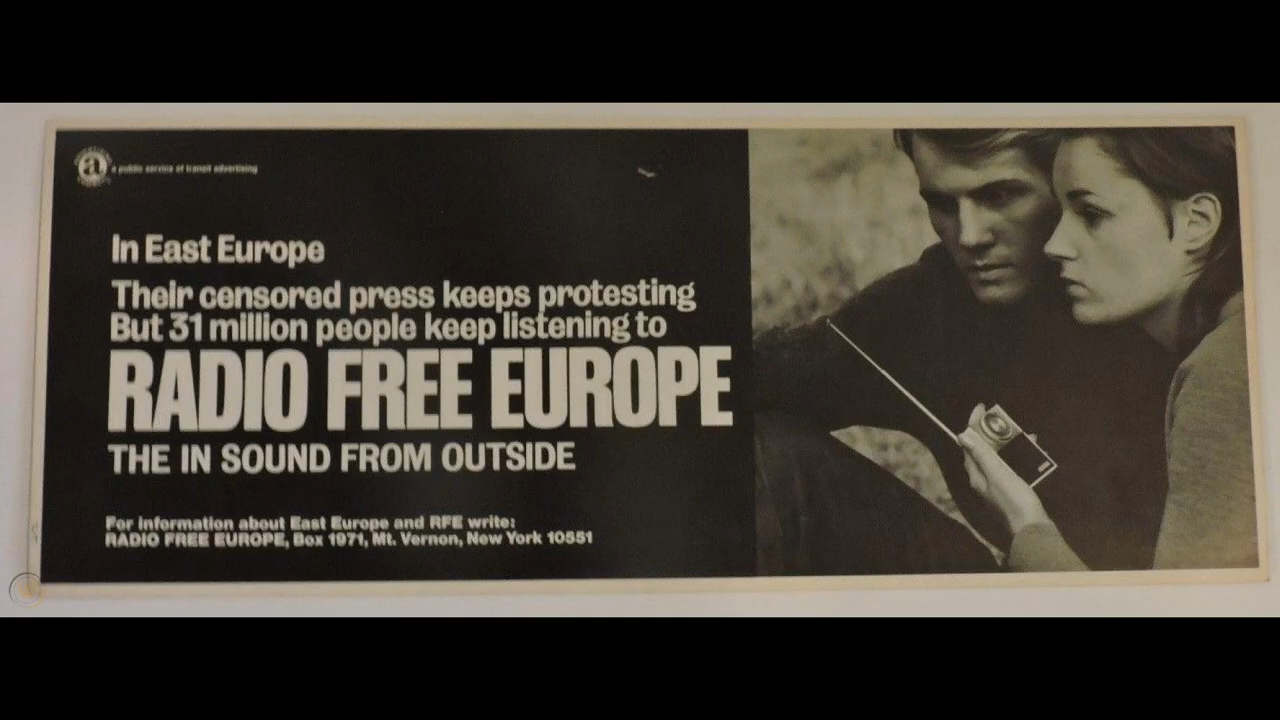 a
a public service of transit advertising
In East Europe
Their censored press keeps protesting
But 31 million people keep listening to
RADIO FREE EUROPE
THE IN SOUND FROM OUTSIDE
For information about East Europe and RFE write:
RADIO FREE EUROPE, Box 1971, Mt. Vernon, New York 10551